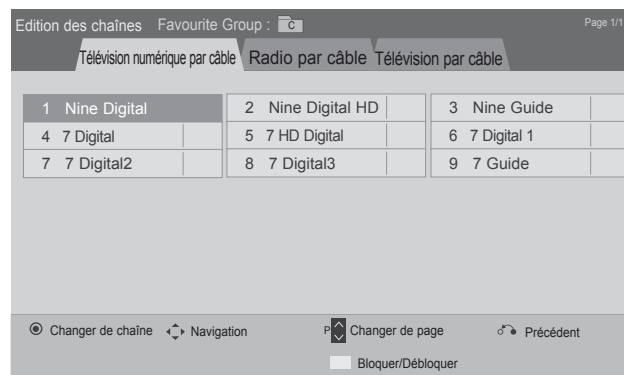 Edition des chaînes Favourite Group : C Page 1/1
Télévision numérique par câble Radio par câble Télévision par câble
1 Nine Digital 2 Nine Digital HD 3 Nine Guide
4 7 Digital 5 7 HD Digital 6 7 Digital 1
7 7 Digital2 8 7 Digital3 9 7 Guide
Changer de chaîne Navigation P Changer de page Précédent
Bloquer/Débloquer